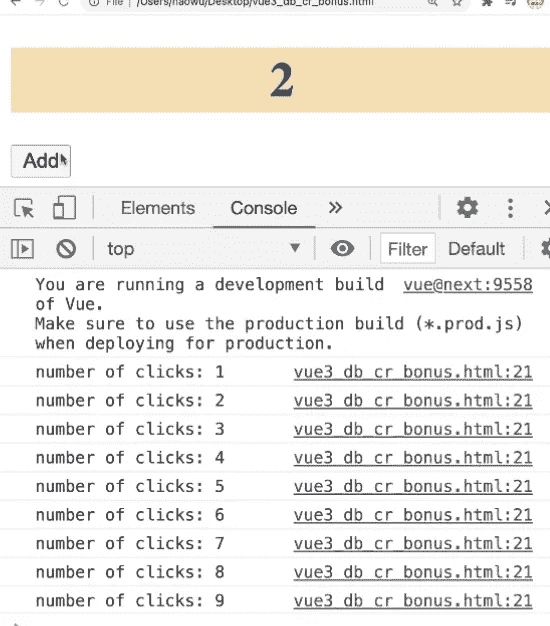 File | /Users/haowu/Desktop/vue3_db_cr_bonus.html
2
Add
Elements Console
top Filter Default
You are running a development build vue@next:9558
of Vue.
Make sure to use the production build (*.prod.js)
when deploying for production.
number of clicks: 1 vue3_db_cr_bonus.html:21
number of clicks: 2 vue3_db_cr_bonus.html:21
number of clicks: 3 vue3_db_cr_bonus.html:21
number of clicks: 4 vue3_db_cr_bonus.html:21
number of clicks: 5 vue3_db_cr_bonus.html:21
number of clicks: 6 vue3_db_cr_bonus.html:21
number of clicks: 7 vue3_db_cr_bonus.html:21
number of clicks: 8 vue3_db_cr_bonus.html:21
number of clicks: 9 vue3_db_cr_bonus.html:21